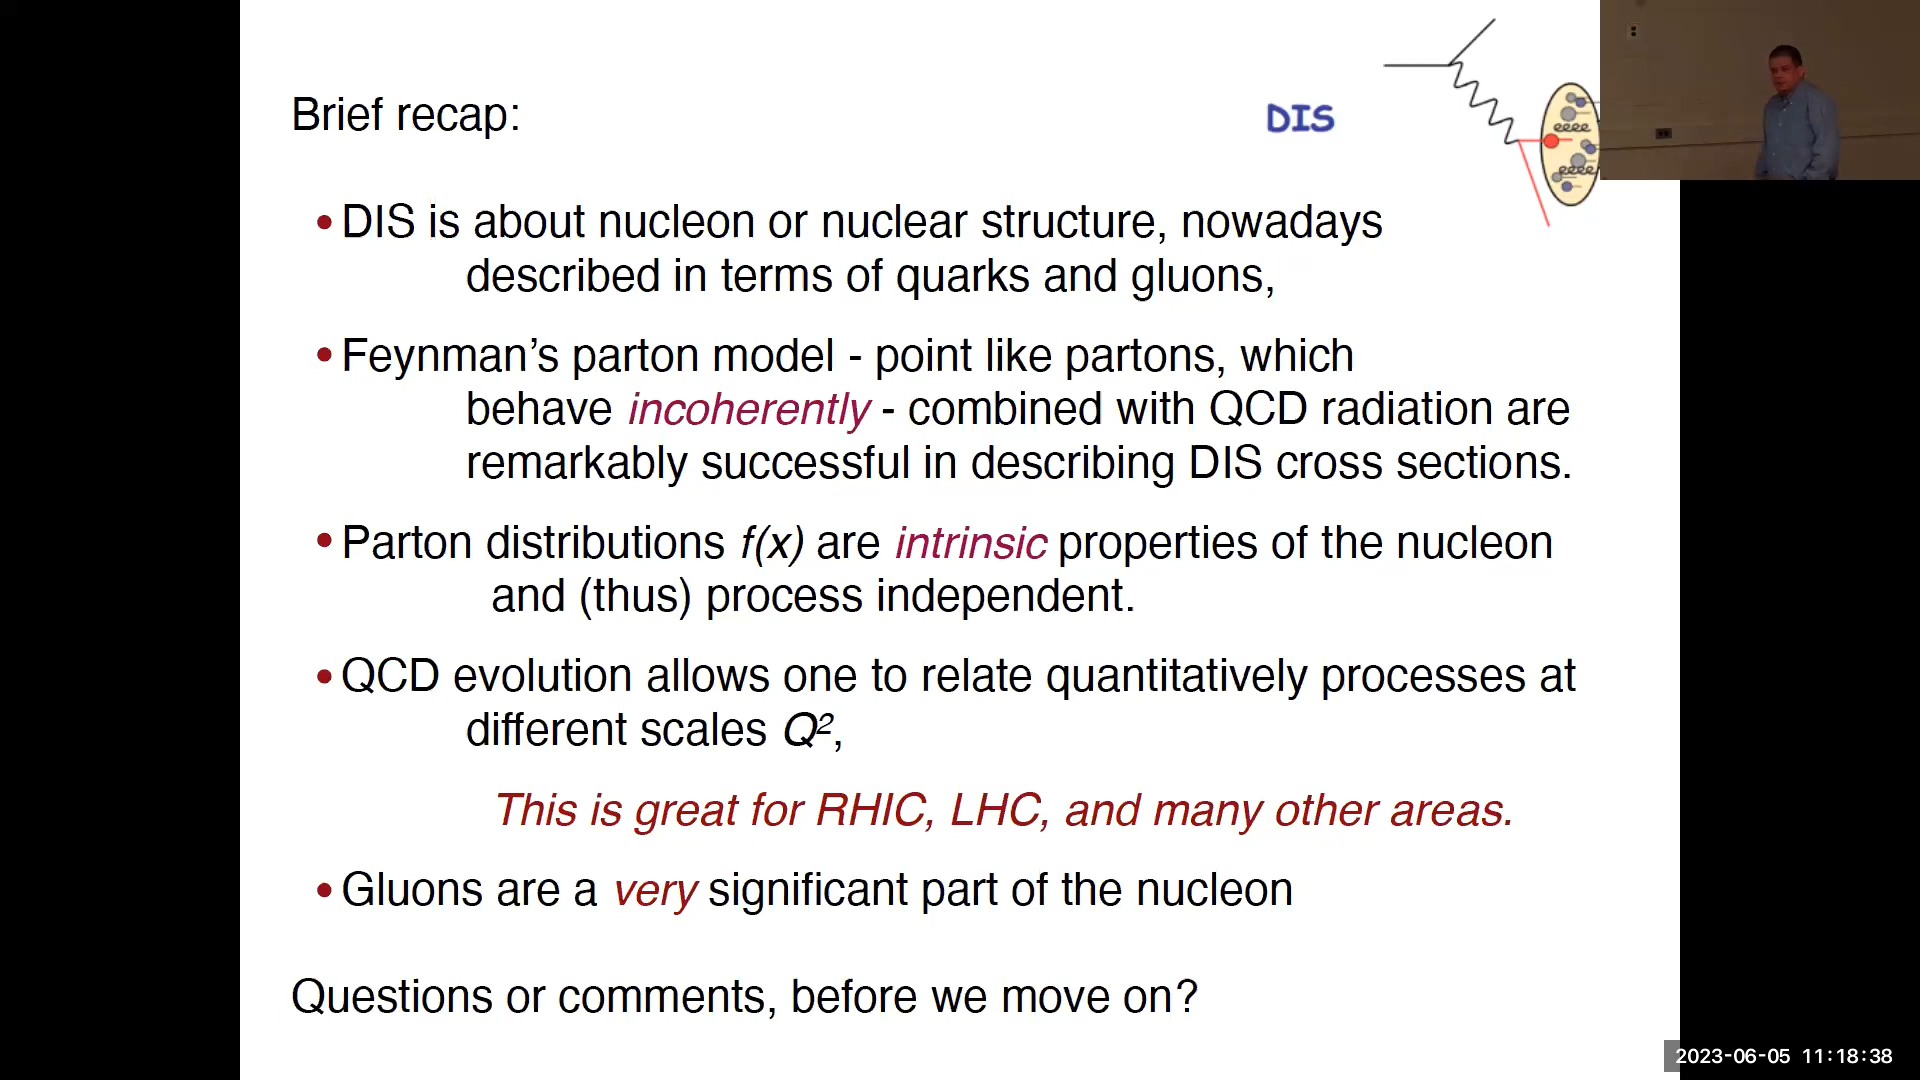 DIS
Brief recap:
•DIS is about nucleon or nuclear structure, nowadays
described in terms of quarks and gluons,
•Feynman’s parton model - point like partons, which
behave incoherently - combined with QCD radiation are
remarkably successful in describing DIS cross sections.
•Parton distributions f(x) are intrinsic properties of the nucleon
and (thus) process independent.
•QCD evolution allows one to relate quantitatively processes at
different scales Q²,
This is great for RHIC, LHC, and many other areas.
•Gluons are a very significant part of the nucleon
Questions or comments, before we move on?
2023-06-05 11:18:38